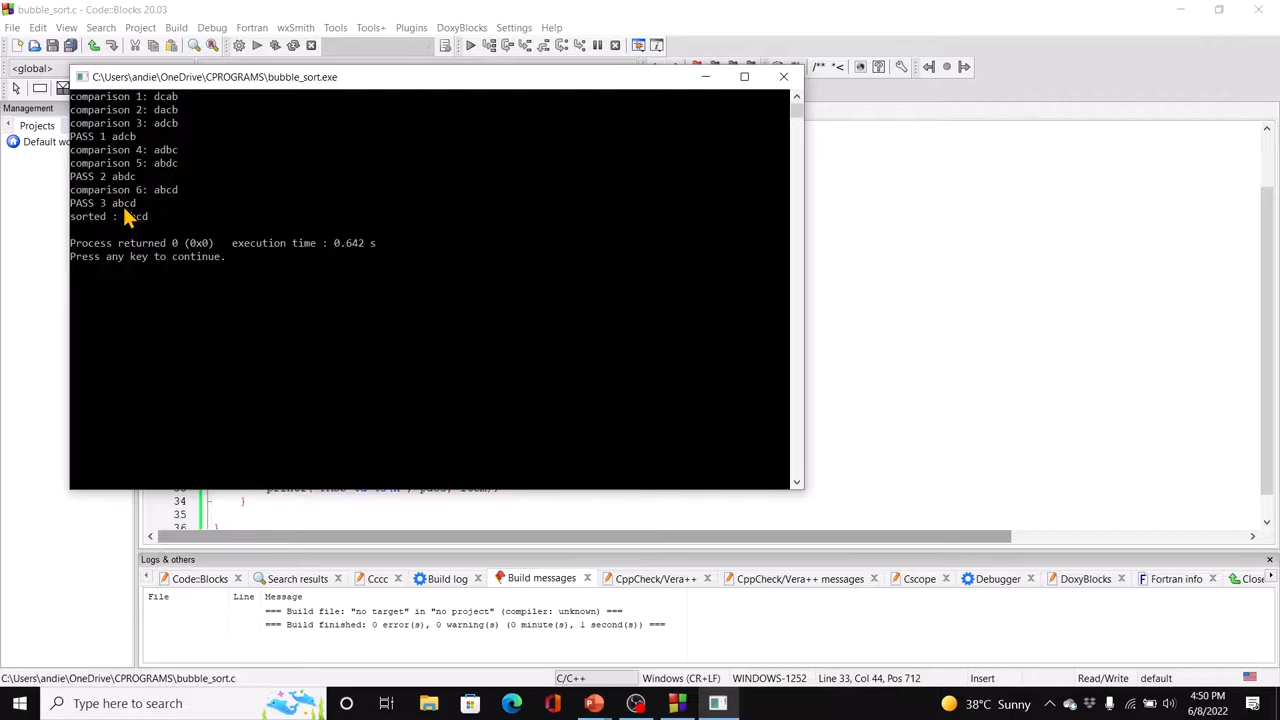 bubble_sort.c - Code::Blocks 20.03
File Edit View Search Project Build Debug Fortran wxSmith Tools Tools+ Plugins DoxyBlocks Settings Help
<global>
/** *<
C:\Users\andie\OneDrive\CPROGRAMS\bubble_sort.exe
Management
Projects
Default wo
comparison 1: dcab
comparison 2: dacb
comparison 3: adcb
PASS 1 adcb
comparison 4: adbc
comparison 5: abdc
PASS 2 abdc
comparison 6: abcd
PASS 3 abcd
sorted : cd
Process returned 0 (0x0) execution time : 0.642 s
Press any key to continue.
34 }
35
36
Logs & others
Code::Blocks Search results Cccc Build log Build messages CppCheck/Vera++ CppCheck/Vera++ messages Cscope Debugger DoxyBlocks Fortran info Close
File Line Message
=== Build file: "no target" in "no project" (compiler: unknown) ===
=== Build finished: 0 error(s), 0 warning(s) (0 minute(s), 1 second(s)) ===
C:\Users\andie\OneDrive\CPROGRAMS\bubble_sort.c C/C++ Windows (CR+LF) WINDOWS-1252 Line 33, Col 44, Pos 712 Insert Read/Write default
Type here to search
38°C Sunny
4:50 PM
6/8/2022